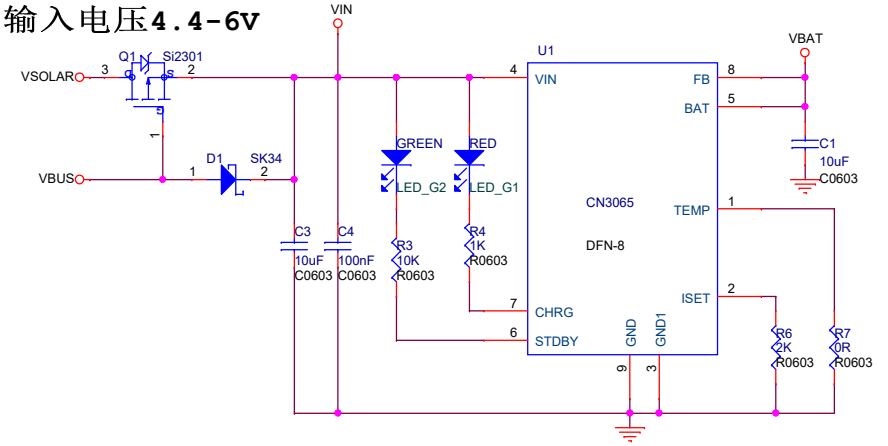 输入电压4.4-6V
VIN
VBAT
Q1
Si2301
U1
VSOLAR
3
D
S
2
4
VIN
FB
8
G
BAT
5
1
C1
10uF
C0603
GREEN
RED
D1
SK34
VBUS
1
2
LED_G2
LED_G1
CN3065
TEMP
1
DFN-8
C3
10uF
C0603
C4
100nF
C0603
R3
10K
R0603
R4
1K
R0603
ISET
2
7
CHRG
6
STDBY
GND
GND1
R6
2K
R0603
R7
0R
R0603
9
3